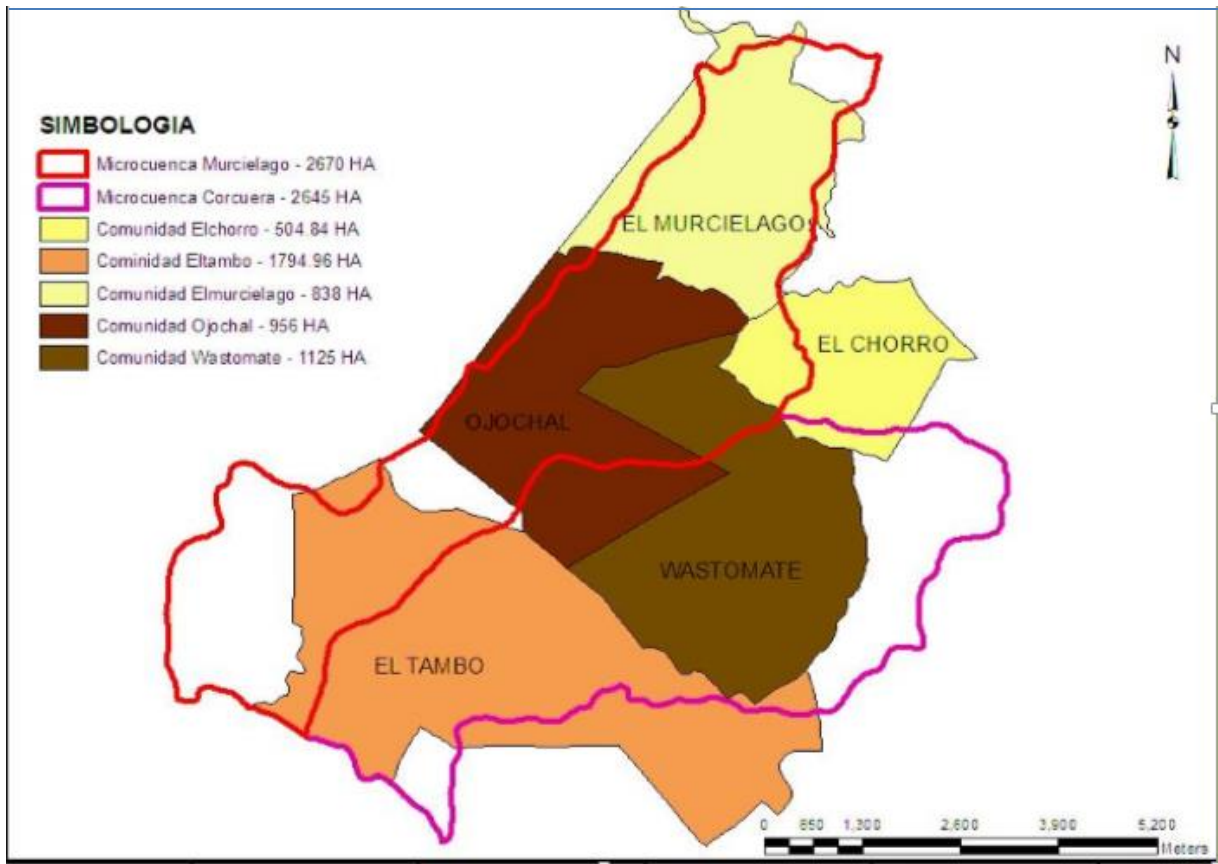 N
SIMBOLOGIA
Microcuenca Murcielago - 2670 HA
Microcuenca Corcuera - 2645 HA
Comunidad Elchorro - 504.84 HA
Cominidad Eltambo - 1794.96 HA
Comunidad Elmurcielago - 838 HA
Comunidad Ojochal - 956 HA
Comunidad Wastomate - 1125 HA
EL MURCIELAGO
EL CHORRO
OJOCHAL
WASTOMATE
EL TAMBO
0 650 1,300 2,600 3,900 5,200
Meters